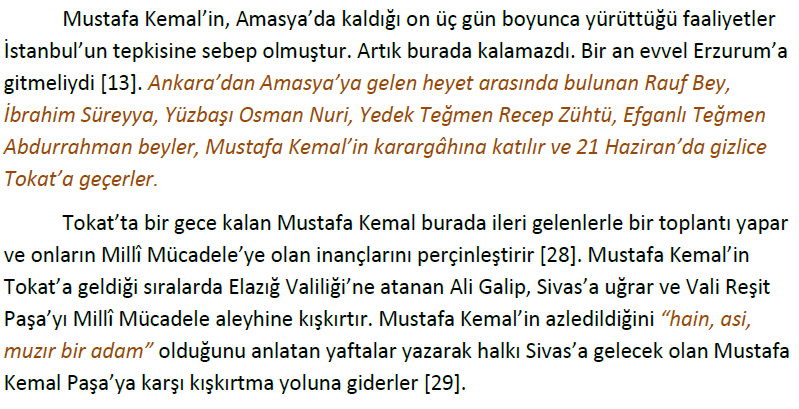 Mustafa Kemal’in, Amasya’da kaldığı on üç gün boyunca yürüttüğü faaliyetler
İstanbul’un tepkisine sebep olmuştur. Artık burada kalamazdı. Bir an evvel Erzurum’a
gitmeliydi [13]. Ankara’dan Amasya’ya gelen heyet arasında bulunan Rauf Bey,
İbrahim Süreyya, Yüzbaşı Osman Nuri, Yedek Teğmen Recep Zühtü, Efganlı Teğmen
Abdurrahman beyler, Mustafa Kemal’in karargâhına katılır ve 21 Haziran’da gizlice
Tokat’a geçerler.
Tokat’ta bir gece kalan Mustafa Kemal burada ileri gelenlerle bir toplantı yapar
ve onların Millî Mücadele’ye olan inançlarını perçinleştirir [28]. Mustafa Kemal’in
Tokat’a geldiği sıralarda Elazığ Valiliği’ne atanan Ali Galip, Sivas’a uğrar ve Vali Reşit
Paşa’yı Millî Mücadele aleyhine kışkırtır. Mustafa Kemal’in azledildiğini “hain, asi,
muzır bir adam” olduğunu anlatan yaftalar yazarak halkı Sivas’a gelecek olan Mustafa
Kemal Paşa’ya karşı kışkırtma yoluna giderler [29].